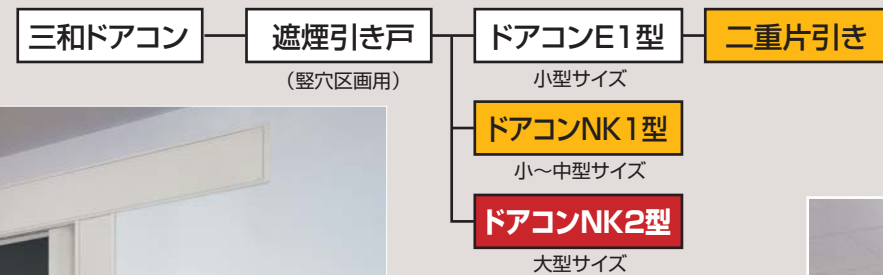 三和ドアコン
遮煙引き戸
(竪穴区画用)
ドアコンE1型
小型サイズ
二重片引き
ドアコンNK1型
小～中型サイズ
ドアコンNK2型
大型サイズ